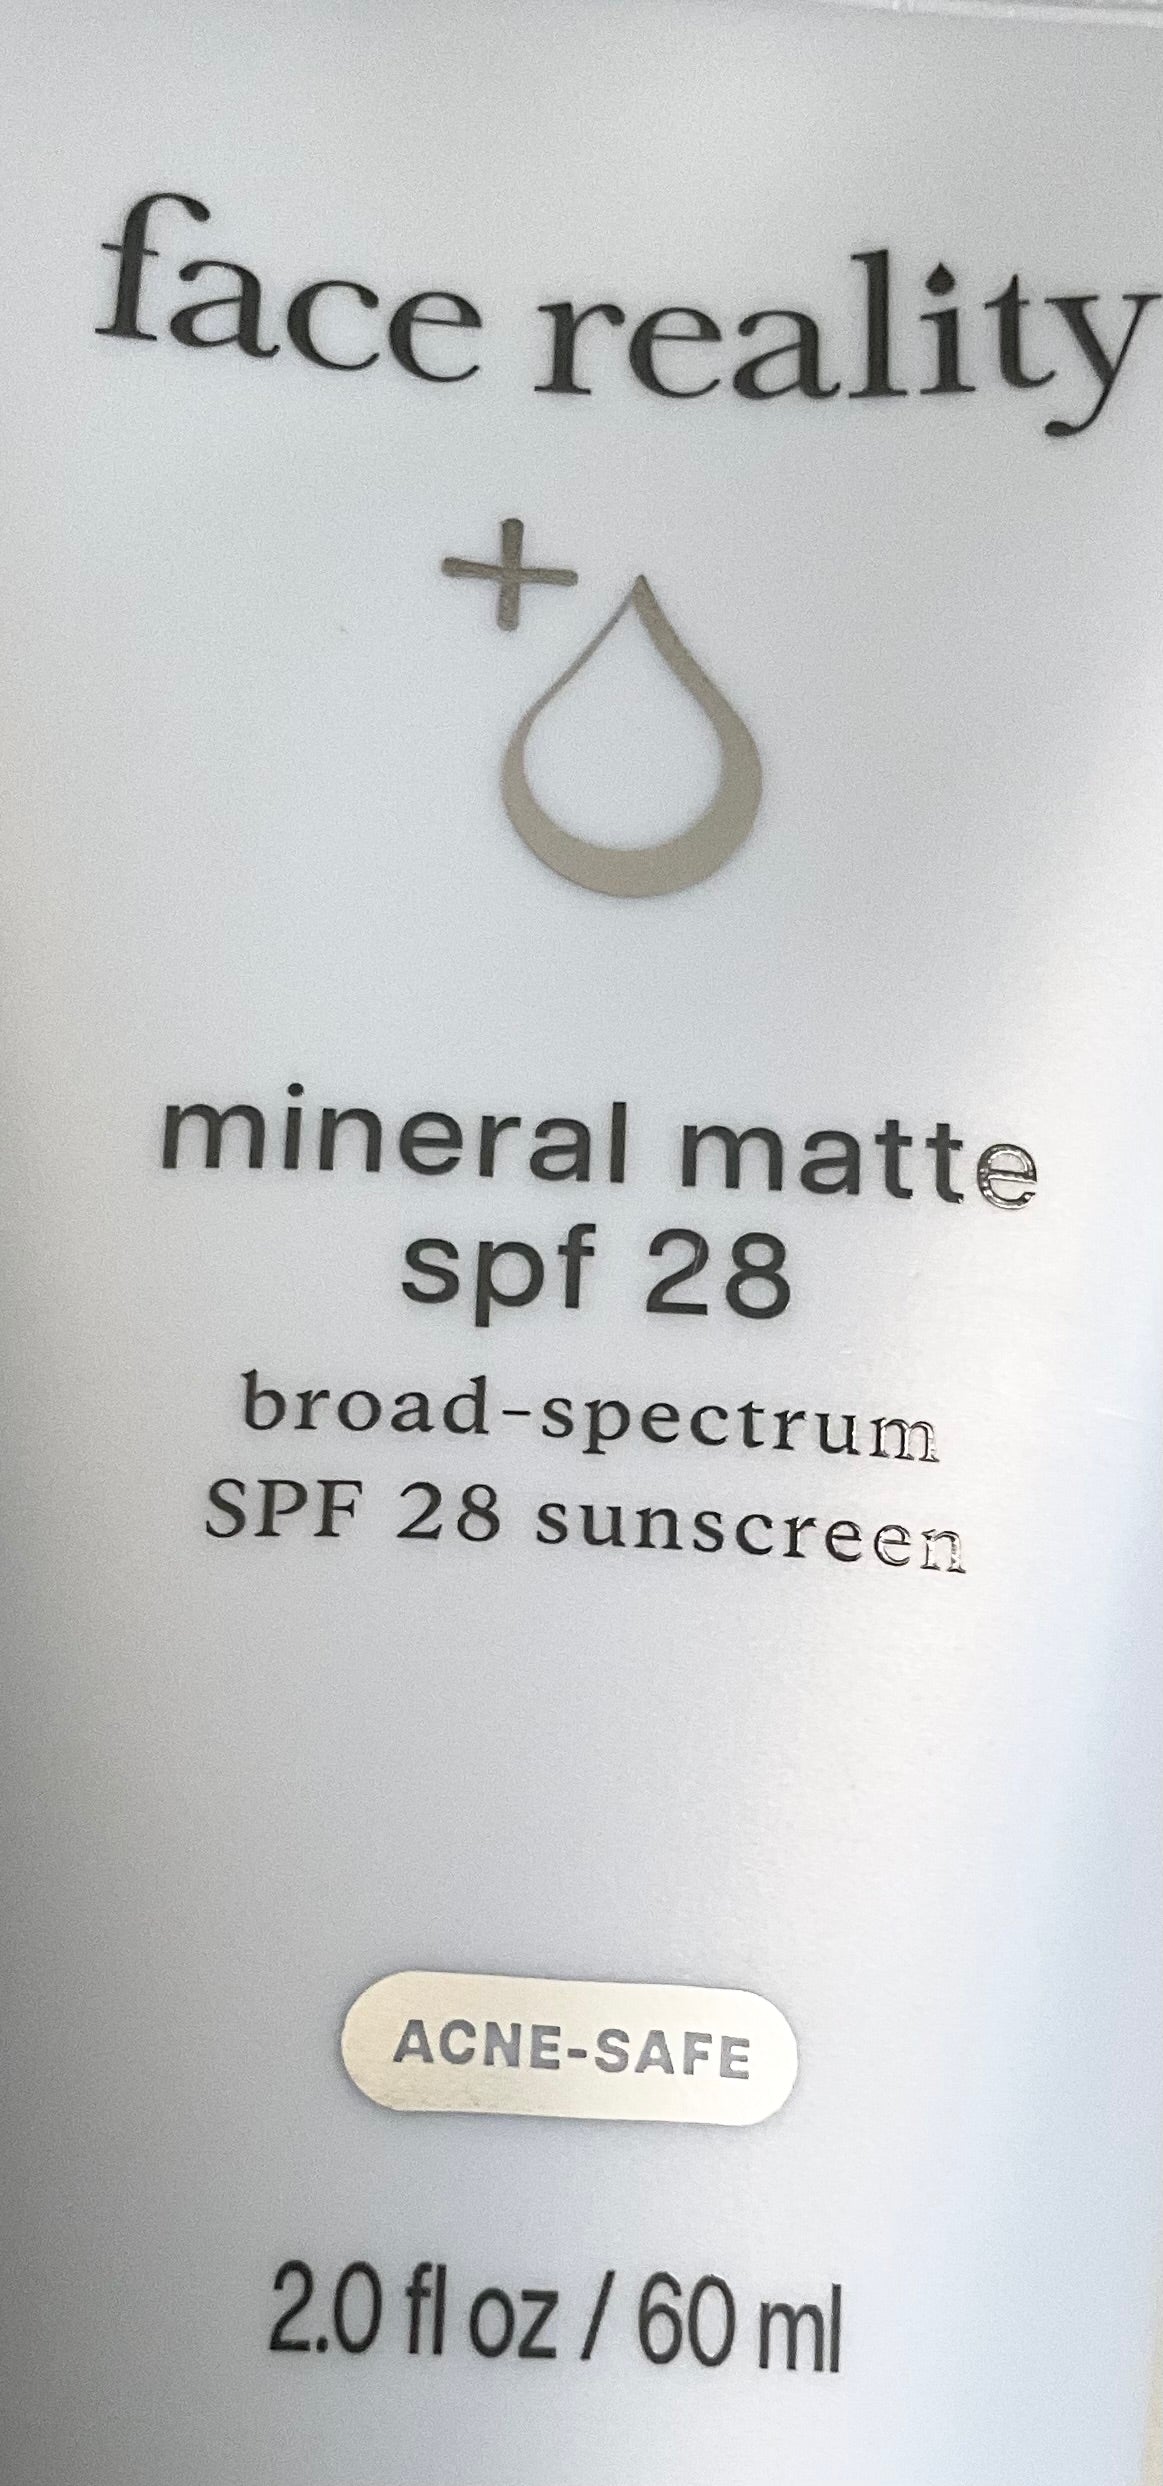 face reality
mineral matte
spf 28
broad-spectrum
SPF 28 sunscreen
ACNE-SAFE
2.0 fl oz / 60 ml